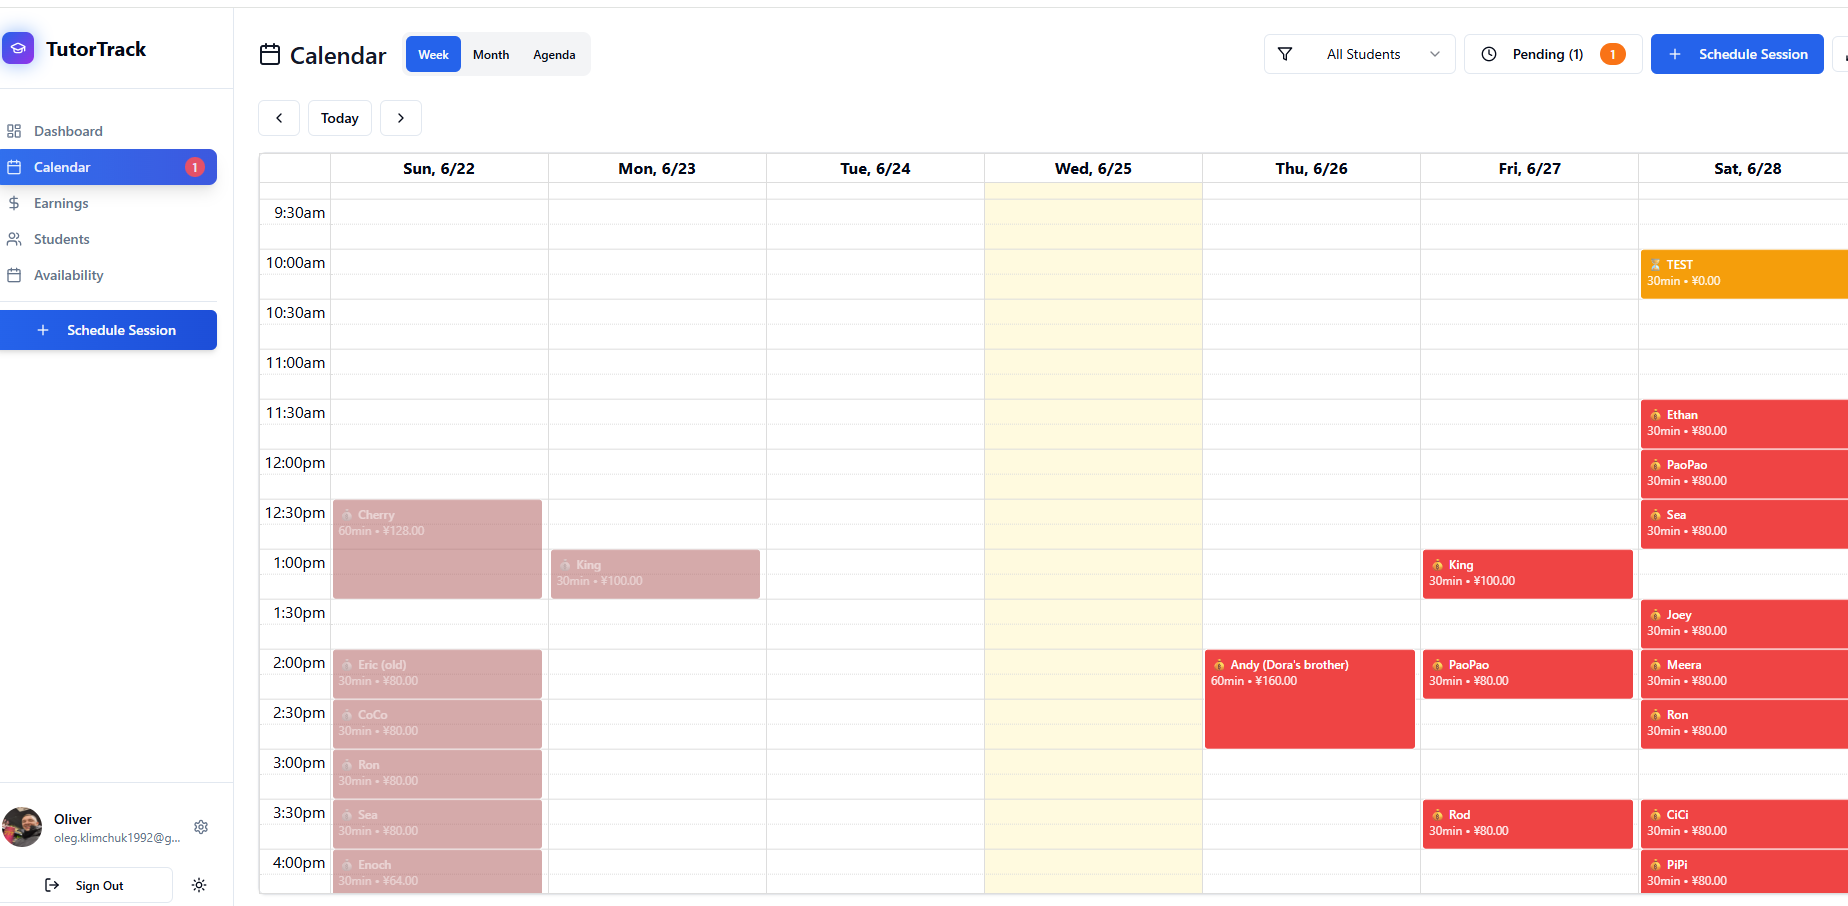 TutorTrack
Dashboard
Calendar 1
Earnings
Students
Availability
Schedule Session
Oliver
oleg.klimchuk1992@g...
Sign Out
Calendar
Week Month Agenda
All Students
Pending (1) 1
Schedule Session
Today
Sun, 6/22 Mon, 6/23 Tue, 6/24 Wed, 6/25 Thu, 6/26 Fri, 6/27 Sat, 6/28
9:30am
10:00am
10:30am
11:00am
11:30am
12:00pm
12:30pm
1:00pm
1:30pm
2:00pm
2:30pm
3:00pm
3:30pm
4:00pm
Cherry
60min • ¥128.00
Eric (old)
30min • ¥80.00
CoCo
30min • ¥80.00
Ron
30min • ¥80.00
Sea
30min • ¥80.00
Enoch
30min • ¥64.00
King
30min • ¥100.00
Andy (Dora's brother)
60min • ¥160.00
King
30min • ¥100.00
PaoPao
30min • ¥80.00
Rod
30min • ¥80.00
TEST
30min • ¥0.00
Ethan
30min • ¥80.00
PaoPao
30min • ¥80.00
Sea
30min • ¥80.00
Joey
30min • ¥80.00
Meera
30min • ¥80.00
Ron
30min • ¥80.00
CiCi
30min • ¥80.00
PiPi
30min • ¥80.00